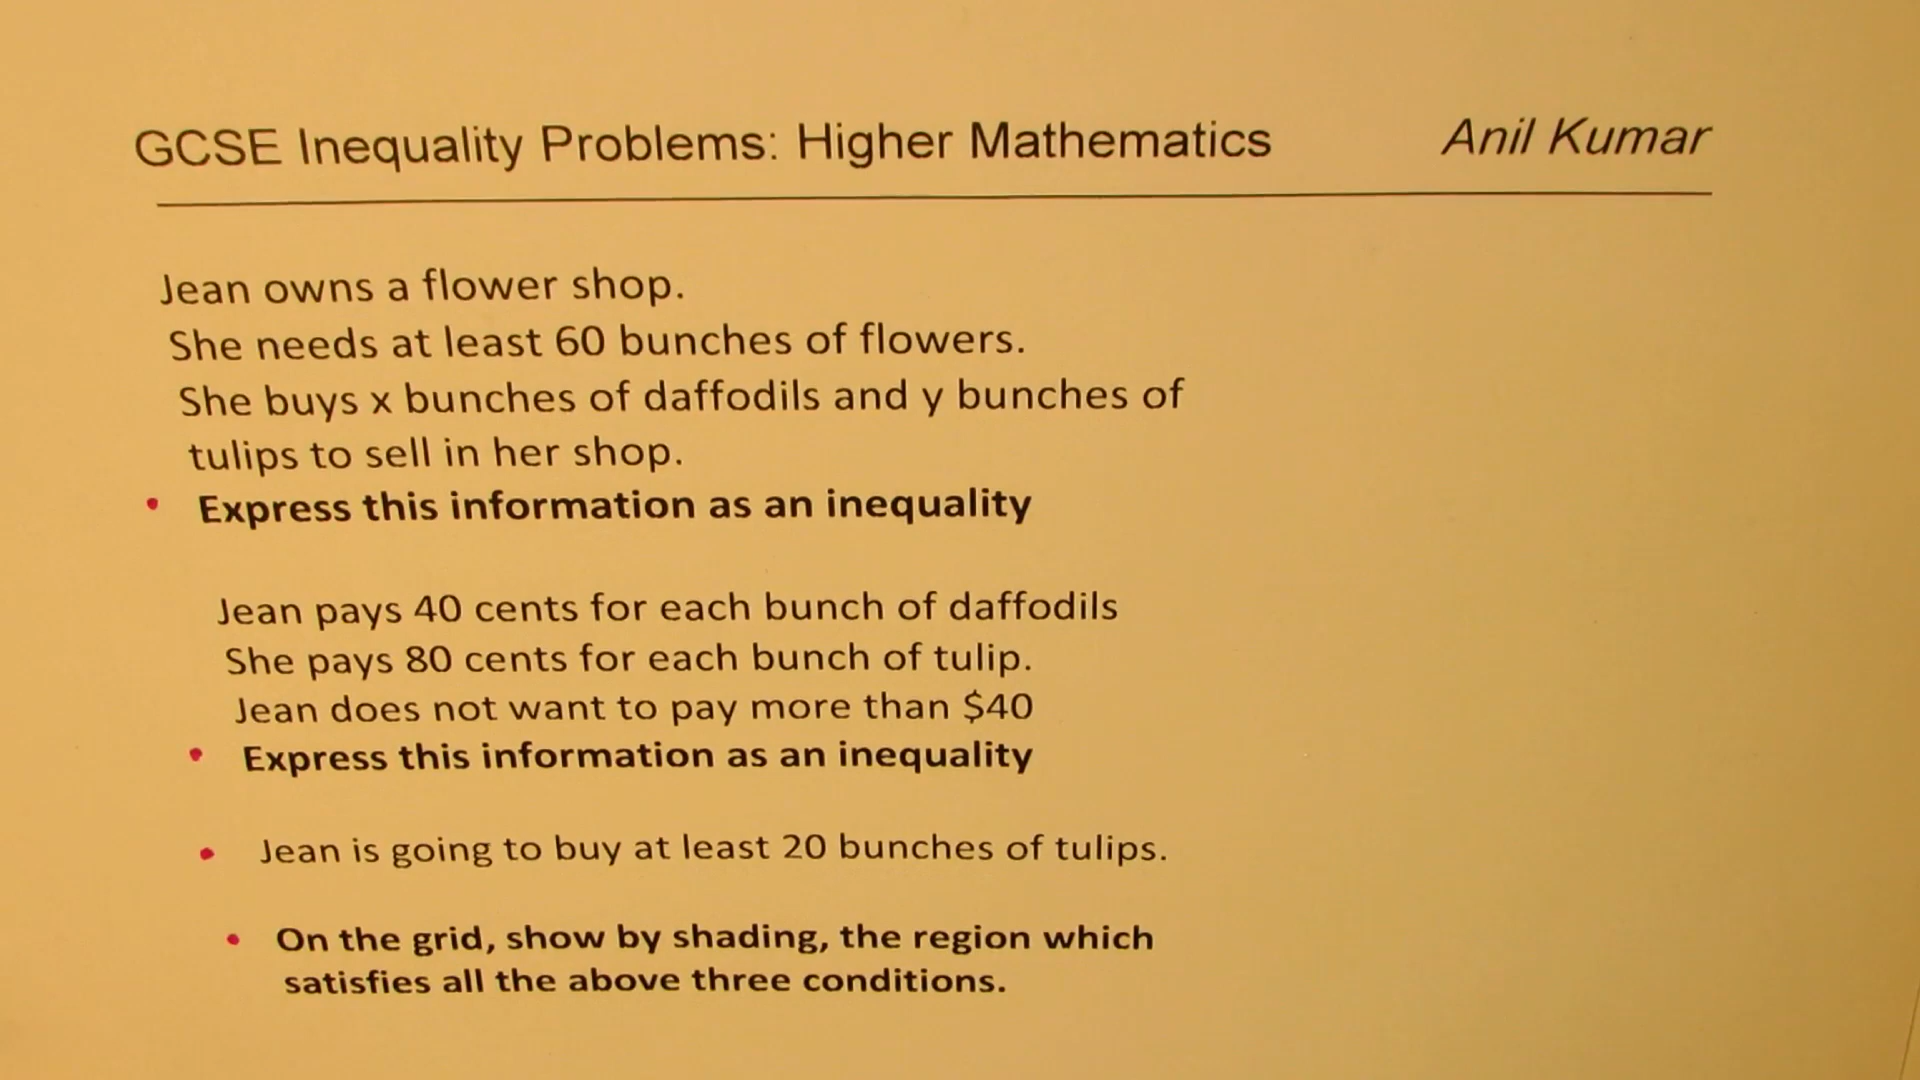 GCSE Inequality Problems: Higher Mathematics Anil Kumar
Jean owns a flower shop.
She needs at least 60 bunches of flowers.
She buys x bunches of daffodils and y bunches of
tulips to sell in her shop.
• Express this information as an inequality
Jean pays 40 cents for each bunch of daffodils
She pays 80 cents for each bunch of tulip.
Jean does not want to pay more than $40
• Express this information as an inequality
• Jean is going to buy at least 20 bunches of tulips.
• On the grid, show by shading, the region which
satisfies all the above three conditions.